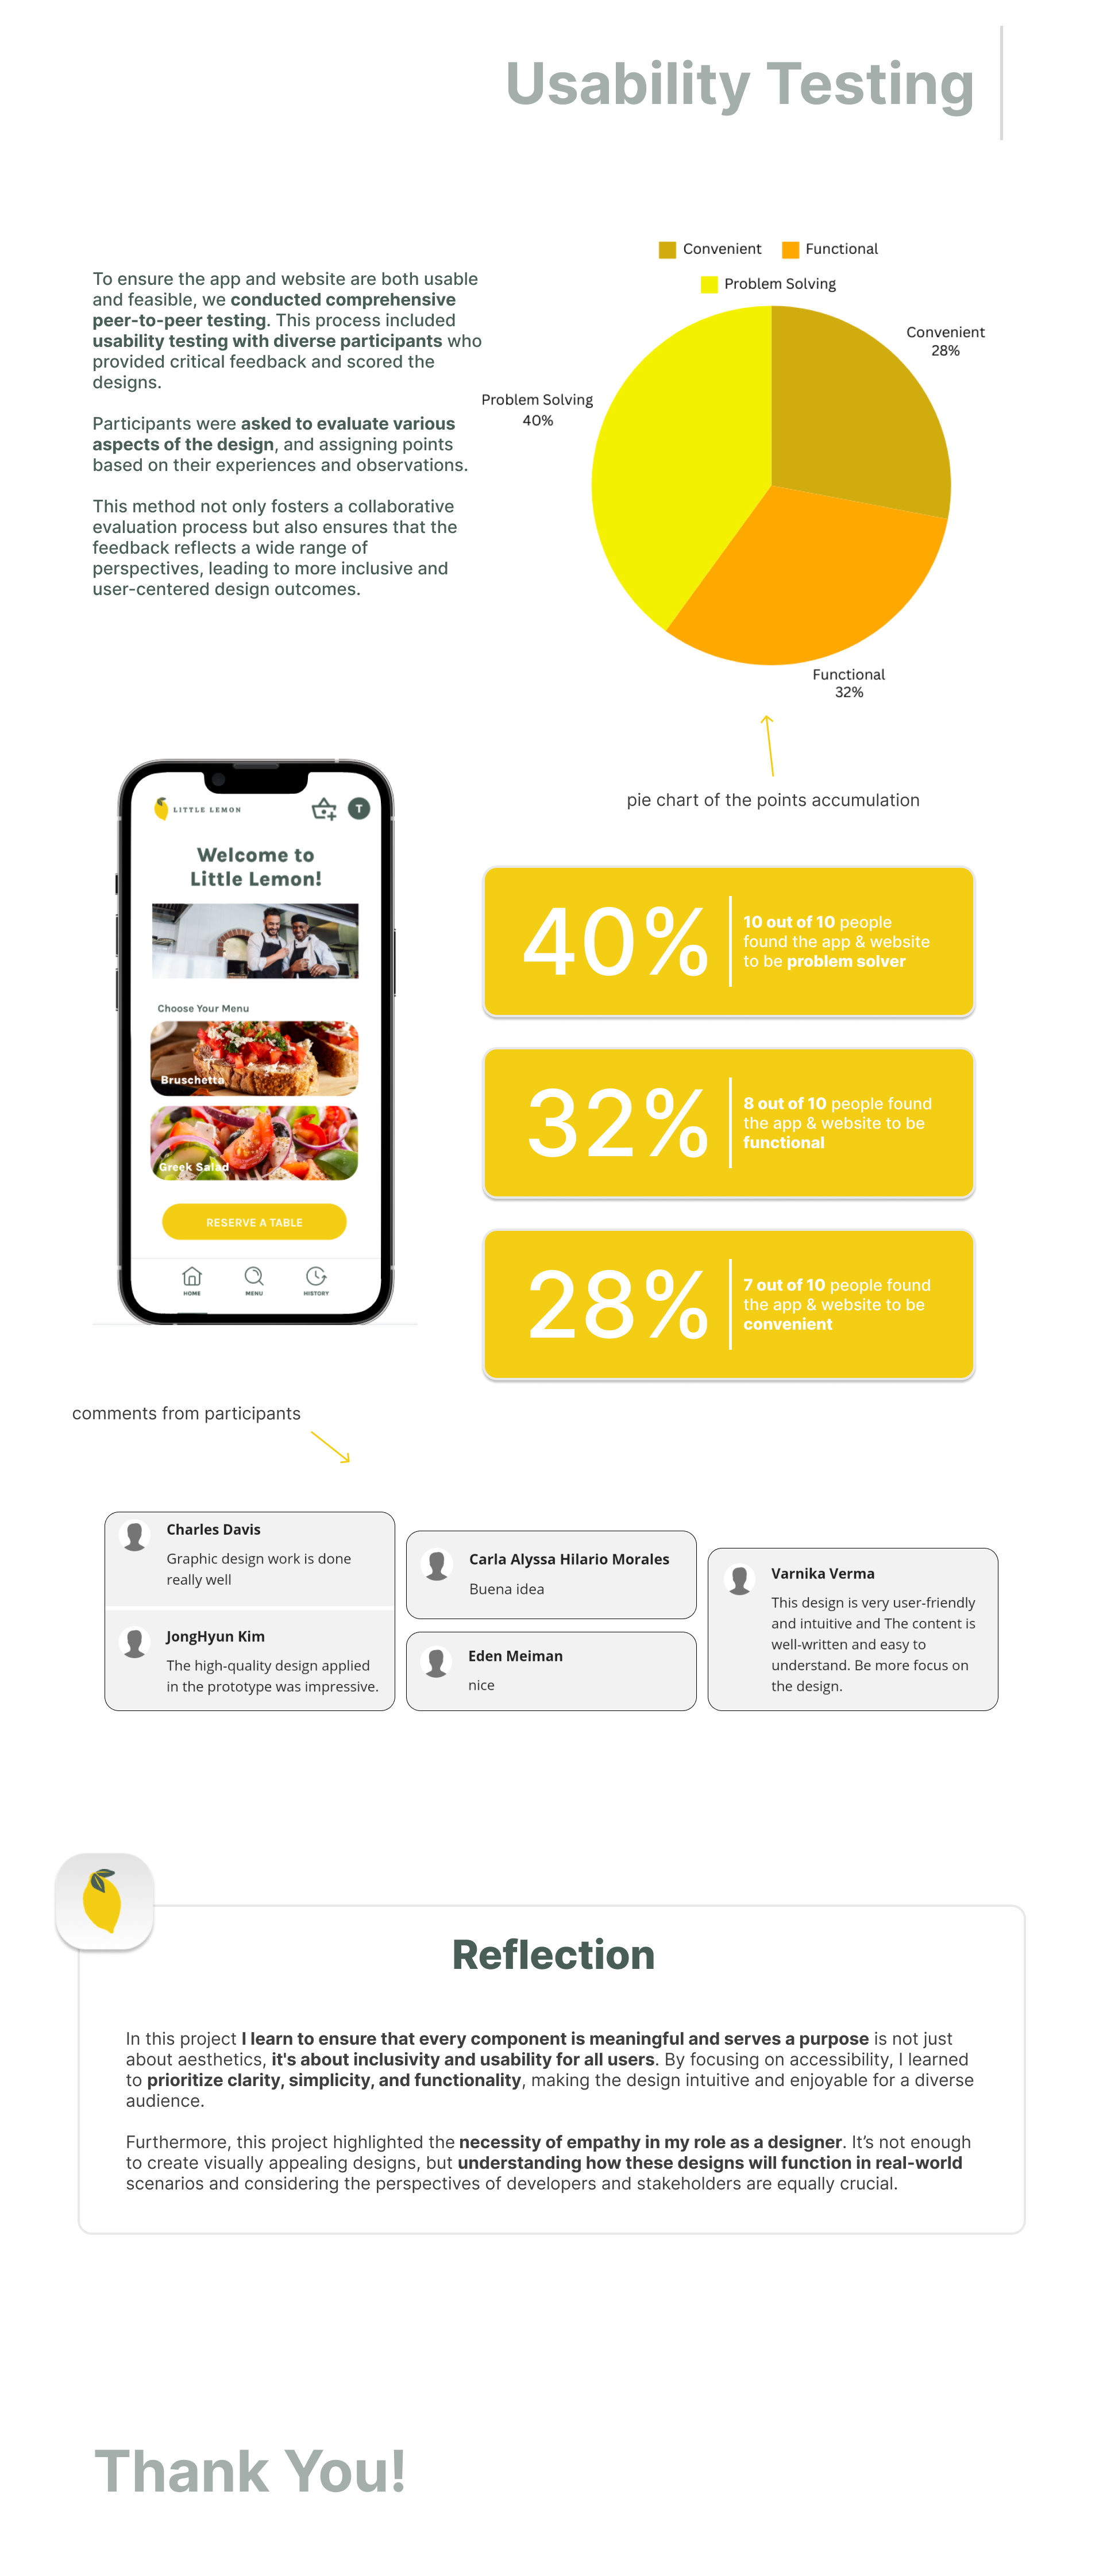 Usability Testing
To ensure the app and website are both usable
and feasible, we conducted comprehensive
peer-to-peer testing. This process included
usability testing with diverse participants who
provided critical feedback and scored the
designs.
Participants were asked to evaluate various
aspects of the design, and assigning points
based on their experiences and observations.
This method not only fosters a collaborative
evaluation process but also ensures that the
feedback reflects a wide range of
perspectives, leading to more inclusive and
user-centered design outcomes.
Convenient Functional
Problem Solving
Convenient
28%
Problem Solving
40%
Functional
32%
pie chart of the points accumulation
LITTLE LEMON
T
Welcome to
Little Lemon!
Choose Your Menu
Bruschetta
Greek Salad
RESERVE A TABLE
HOME MENU HISTORY
40%
10 out of 10 people
found the app & website
to be problem solver
32%
8 out of 10 people found
the app & website to be
functional
28%
7 out of 10 people found
the app & website to be
convenient
comments from participants
Charles Davis
Graphic design work is done
really well
JongHyun Kim
The high-quality design applied
in the prototype was impressive.
Carla Alyssa Hilario Morales
Buena idea
Eden Meiman
nice
Varnika Verma
This design is very user-friendly
and intuitive and The content is
well-written and easy to
understand. Be more focus on
the design.
Reflection
In this project I learn to ensure that every component is meaningful and serves a purpose is not just
about aesthetics, it's about inclusivity and usability for all users. By focusing on accessibility, I learned
to prioritize clarity, simplicity, and functionality, making the design intuitive and enjoyable for a diverse
audience.
Furthermore, this project highlighted the necessity of empathy in my role as a designer. It’s not enough
to create visually appealing designs, but understanding how these designs will function in real-world
scenarios and considering the perspectives of developers and stakeholders are equally crucial.
Thank You!